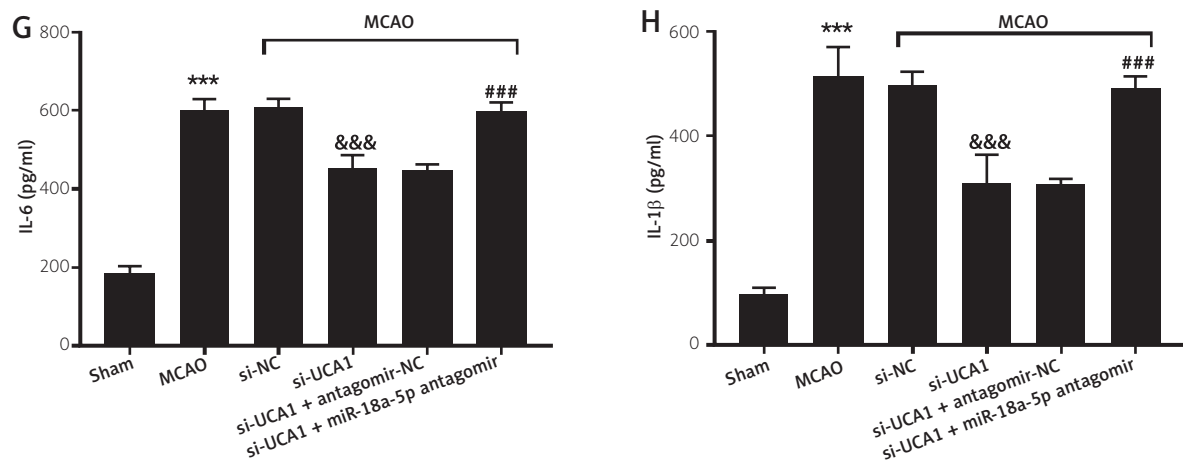 G
MCAO
800
600
400
200
0
IL-6 (pg/ml)
***
&&&
###
Sham
MCAO
si-NC
si-UCA1
si-UCA1 + antagomir-NC
si-UCA1 + miR-18a-5p antagomir
H
MCAO
600
400
200
0
IL-1β (pg/ml)
***
&&&
###
Sham
MCAO
si-NC
si-UCA1
si-UCA1 + antagomir-NC
si-UCA1 + miR-18a-5p antagomir